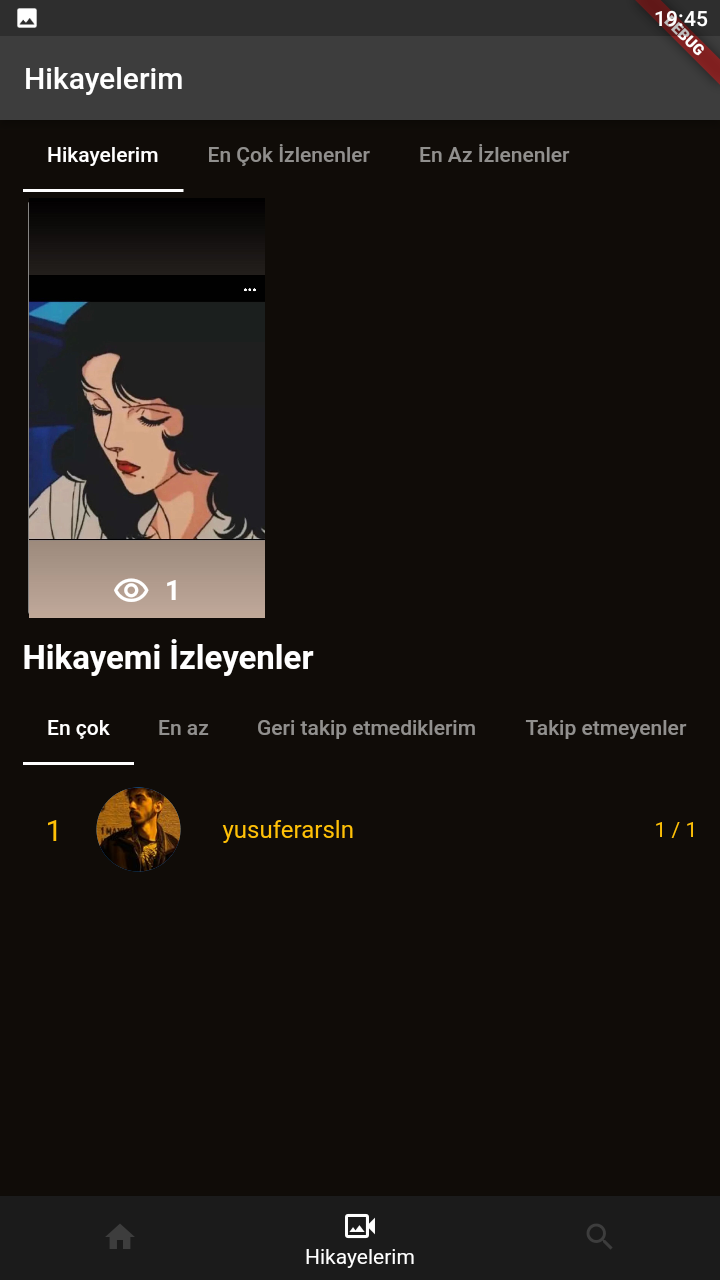 19:45
DEBUG
Hikayelerim
Hikayelerim
En Çok İzlenenler
En Az İzlenenler
1
Hikayemi İzleyenler
En çok
En az
Geri takip etmediklerim
Takip etmeyenler
1
yusuferarsln
1 / 1
Hikayelerim